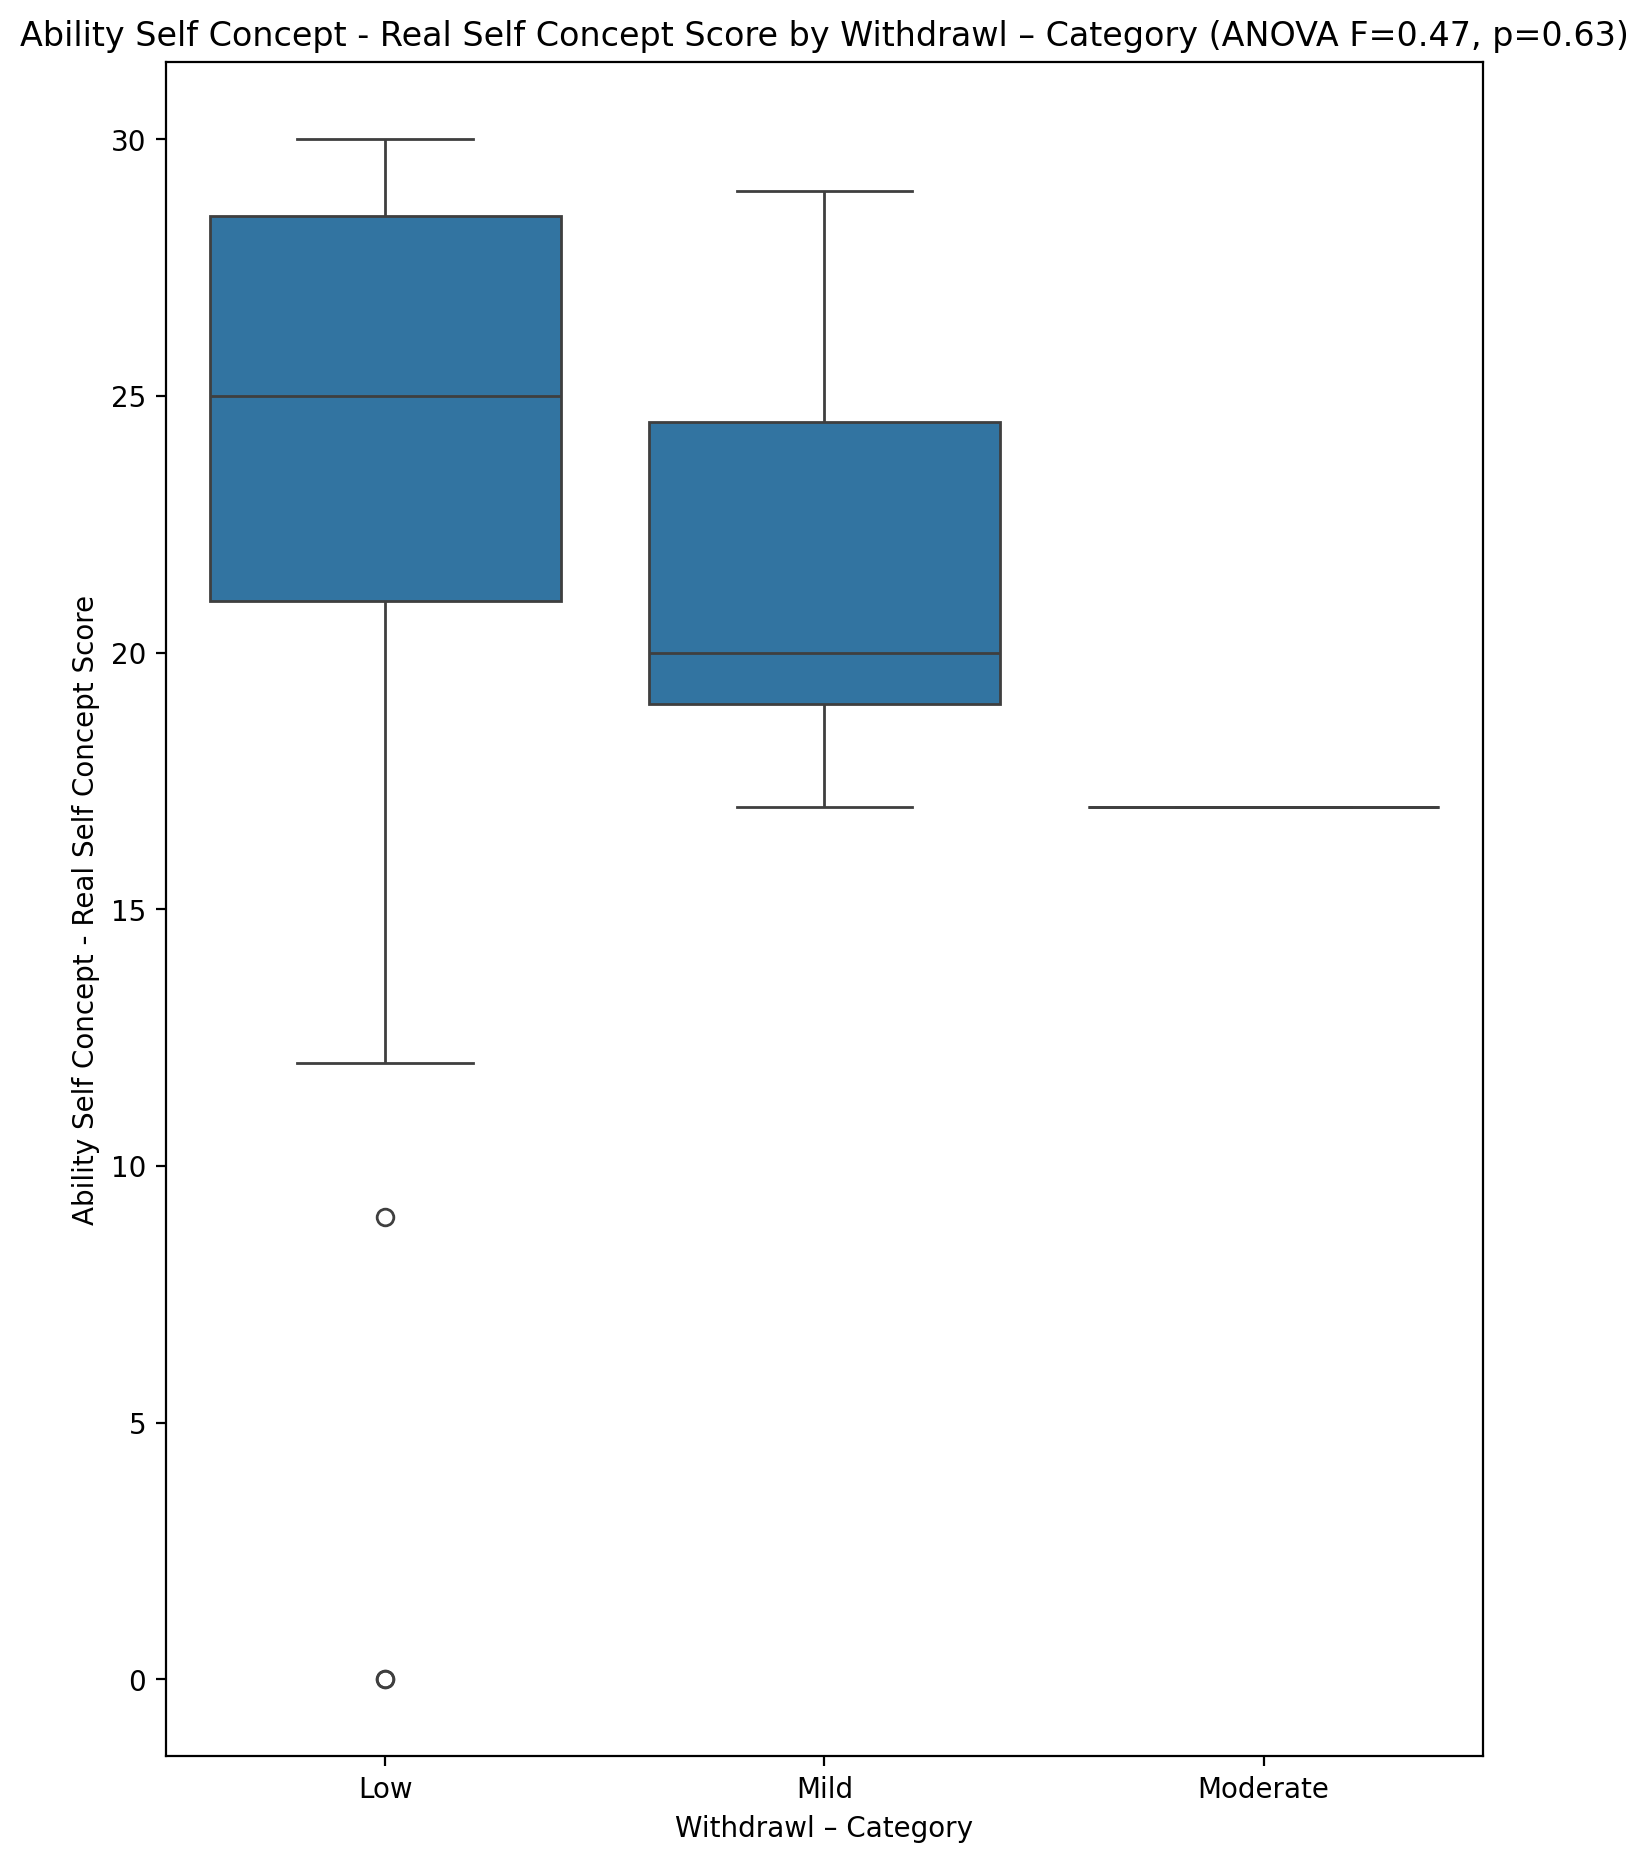 Ability Self Concept - Real Self Concept Score by Withdrawl – Category (ANOVA F=0.47, p=0.63)
Ability Self Concept - Real Self Concept Score
30
25
20
15
10
5
0
Low Mild Moderate
Withdrawl – Category